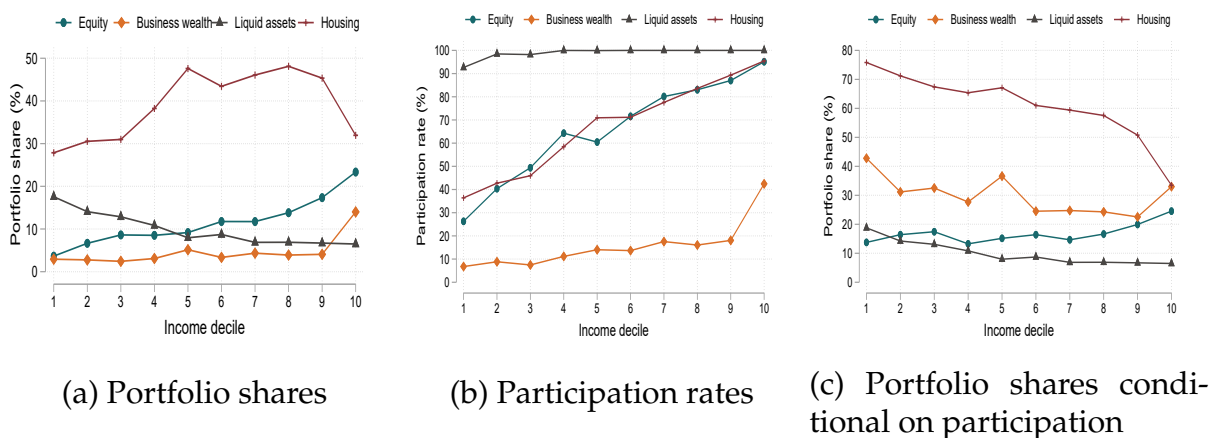 Equity Business wealth Liquid assets Housing
Portfolio share (%)
50
40
30
20
10
0
1 2 3 4 5 6 7 8 9 10
Income decile
(a) Portfolio shares
Equity Business wealth Liquid assets Housing
Participation rate (%)
100
90
80
70
60
50
40
30
20
10
0
1 2 3 4 5 6 7 8 9 10
Income decile
(b) Participation rates
Equity Business wealth Liquid assets Housing
Portfolio share (%)
80
70
60
50
40
30
20
10
0
1 2 3 4 5 6 7 8 9 10
Income decile
(c) Portfolio shares condi-
tional on participation